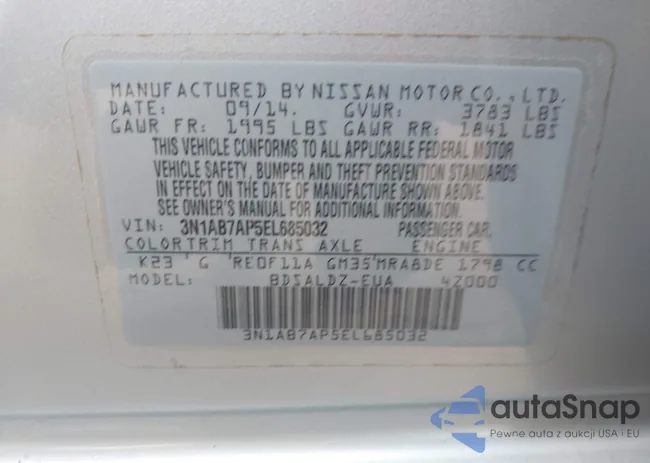 MANUFACTURED BY NISSAN MOTOR CO., LTD.
DATE: 09/14. GVWR: 3783 LBS
GAWR FR: 1995 LBS GAWR RR: 1841 LBS
THIS VEHICLE CONFORMS TO ALL APPLICABLE FEDERAL MOTOR
VEHICLE SAFETY, BUMPER AND THEFT PREVENTION STANDARDS
IN EFFECT ON THE DATE OF MANUFACTURE SHOWN ABOVE.
SEE OWNER'S MANUAL FOR ADDITIONAL INFORMATION.
VIN: 3N1AB7AP5EL685032 PASSENGER CAR.
COLOR TRIM TRANS AXLE ENGINE
K23 G RE0F11A GM35 MRA8DE 1798 CC
MODEL: BDSALDZ-EUA 4Z000
3N1AB7AP5EL685032
autaSnap
Pewne auta z aukcji USA i EU